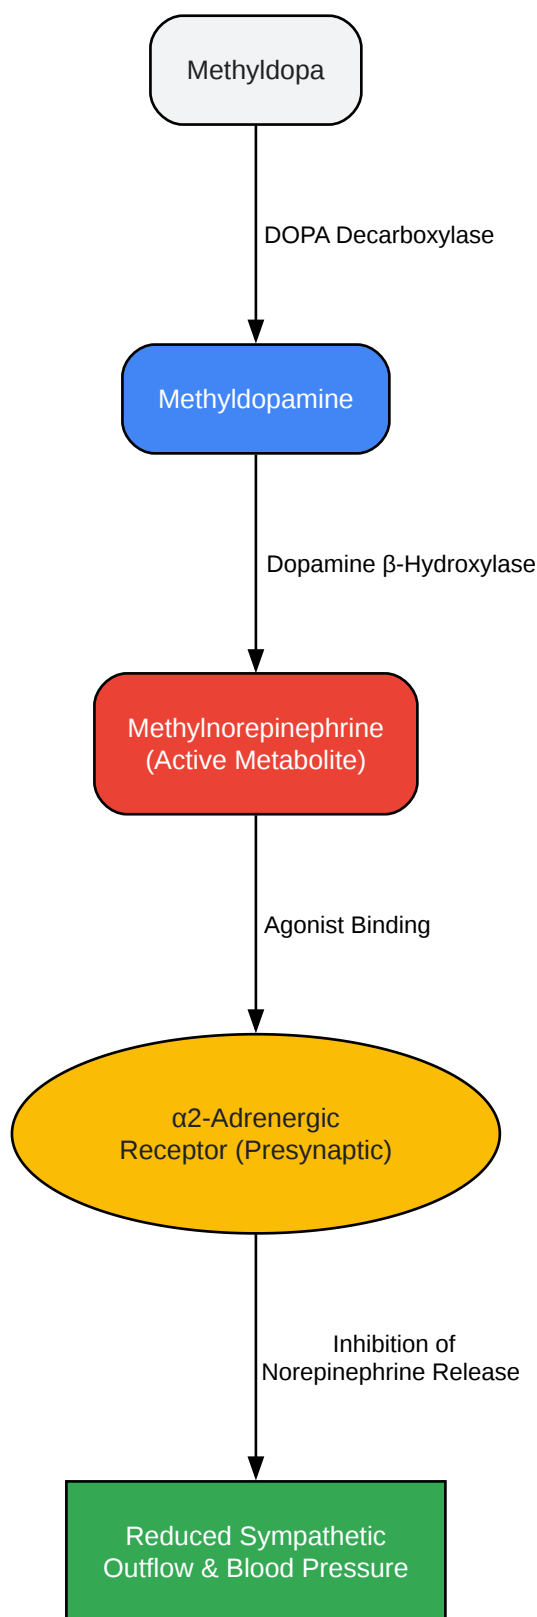 Methyldopa
DOPA Decarboxylase
Methyldopamine
Dopamine β-Hydroxylase
Methylnorepinephrine
(Active Metabolite)
Agonist Binding
α2-Adrenergic
Receptor (Presynaptic)
Inhibition of
Norepinephrine Release
Reduced Sympathetic
Outflow & Blood Pressure